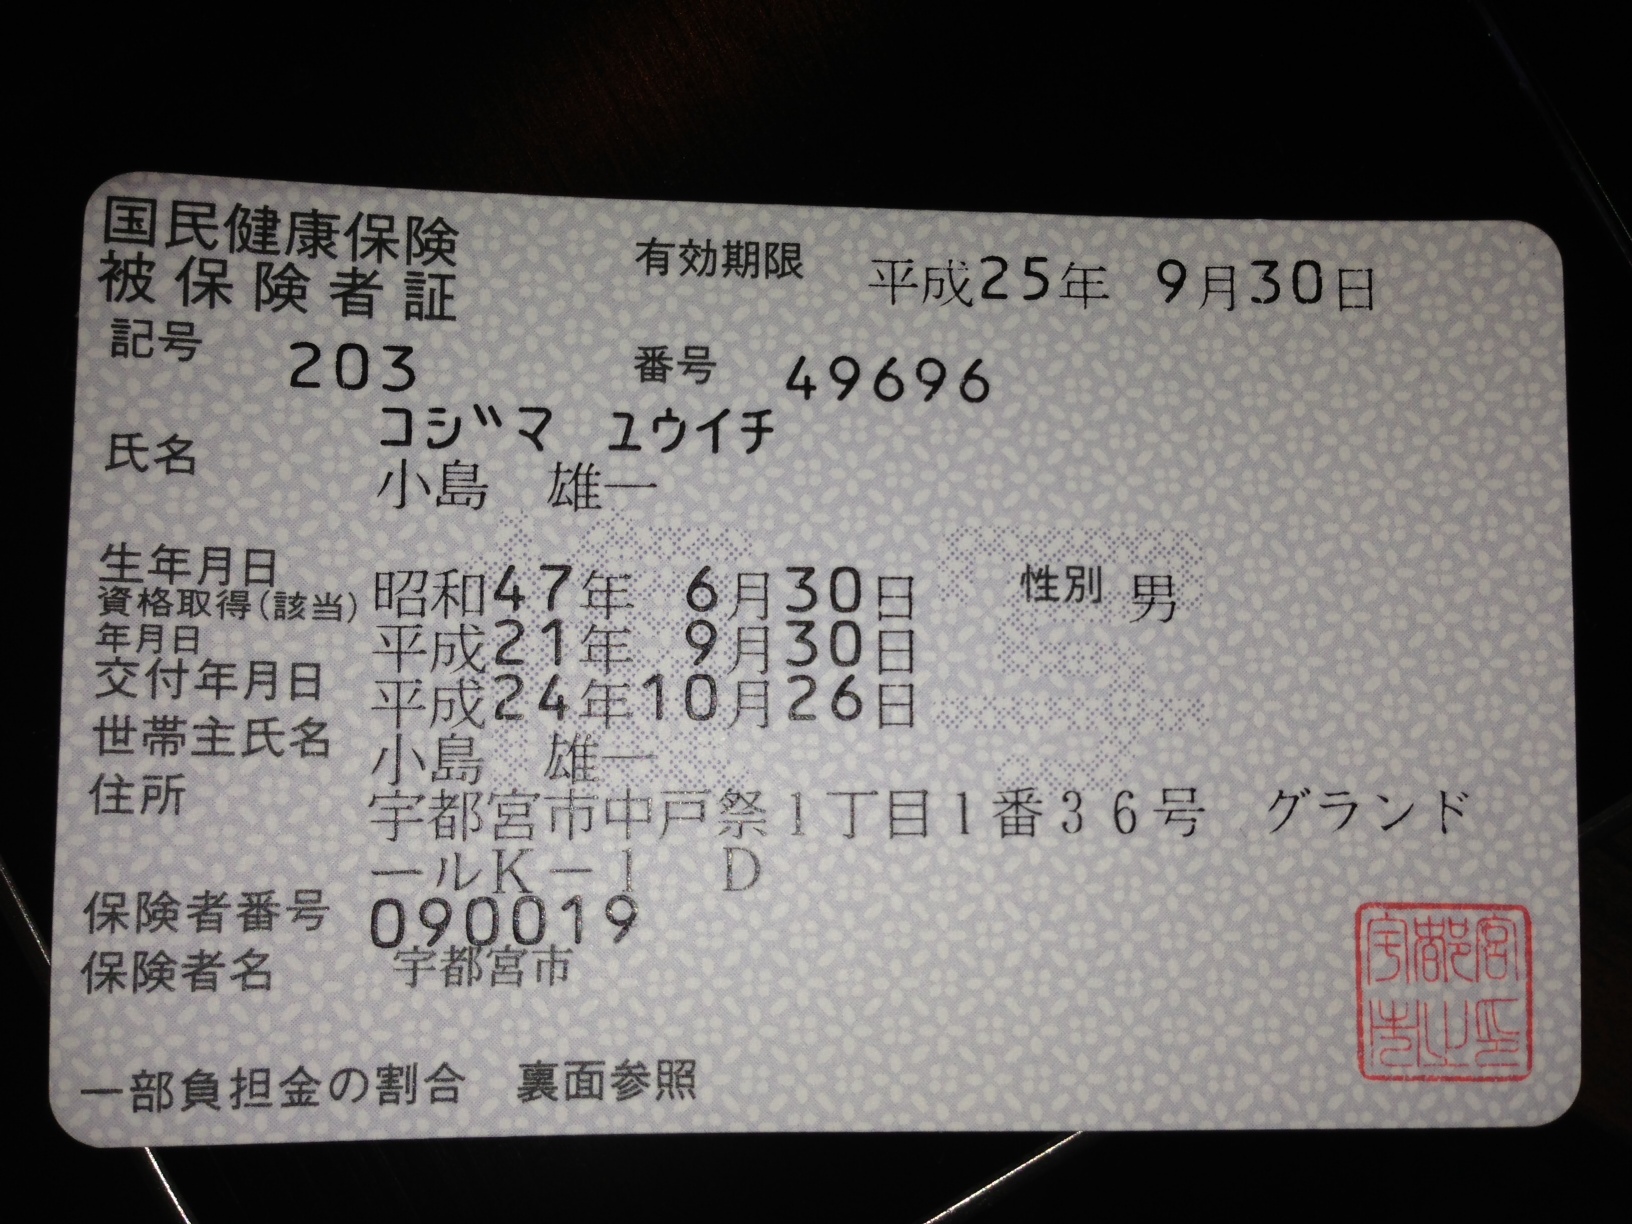 国民健康保険
被保険者証
有効期限 平成25年 9月30日
記号 203 番号 49696
コジマ ユウイチ
氏名 小島 雄一
生年月日 昭和47年 6月30日 性別 男
資格取得(該当)
年月日 平成21年 9月30日
交付年月日 平成24年10月26日
世帯主氏名 小島 雄一
住所 宇都宮市中戸祭1丁目1番36号 グランド
ールK-1 D
保険者番号 090019
保険者名 宇都宮市
一部負担金の割合 裏面参照
宇都宮
市之印